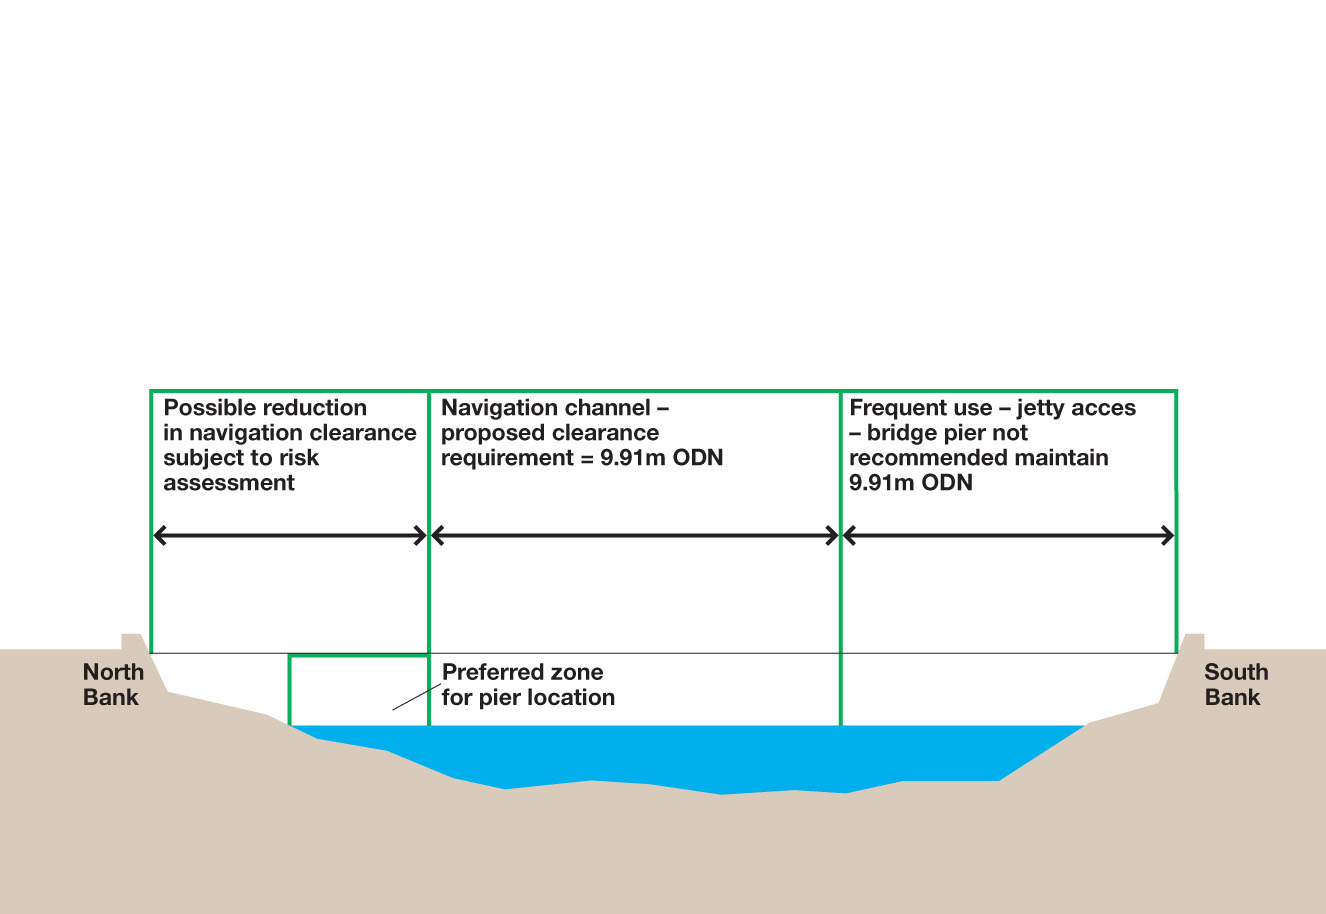 Possible reduction
in navigation clearance
subject to risk
assessment
Navigation channel –
proposed clearance
requirement = 9.91m ODN
Frequent use – jetty acces
– bridge pier not
recommended maintain
9.91m ODN
North
Bank
Preferred zone
for pier location
South
Bank